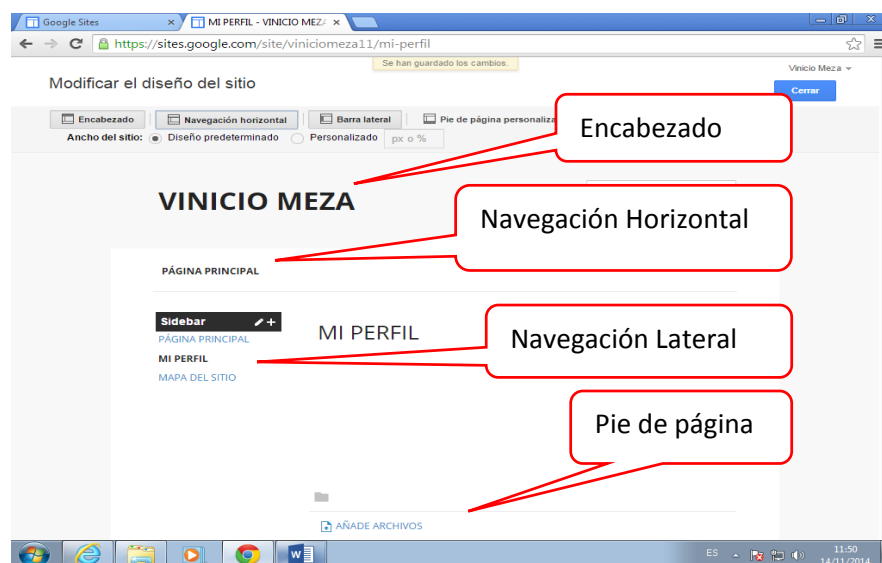 Google Sites
MI PERFIL - VINICIO MEZA
https://sites.google.com/site/viniciomeza11/mi-perfil
Se han guardado los cambios.
Vinicio Meza
Modificar el diseño del sitio
Cerrar
Encabezado
Navegación horizontal
Barra lateral
Pie de página personaliza
Ancho del sitio:
Diseño predeterminado
Personalizado
px o %
Encabezado
VINICIO MEZA
Navegación Horizontal
PÁGINA PRINCIPAL
Sidebar
PÁGINA PRINCIPAL
MI PERFIL
MAPA DEL SITIO
MI PERFIL
Navegación Lateral
Pie de página
AÑADE ARCHIVOS
ES
11:50
14/11/2014